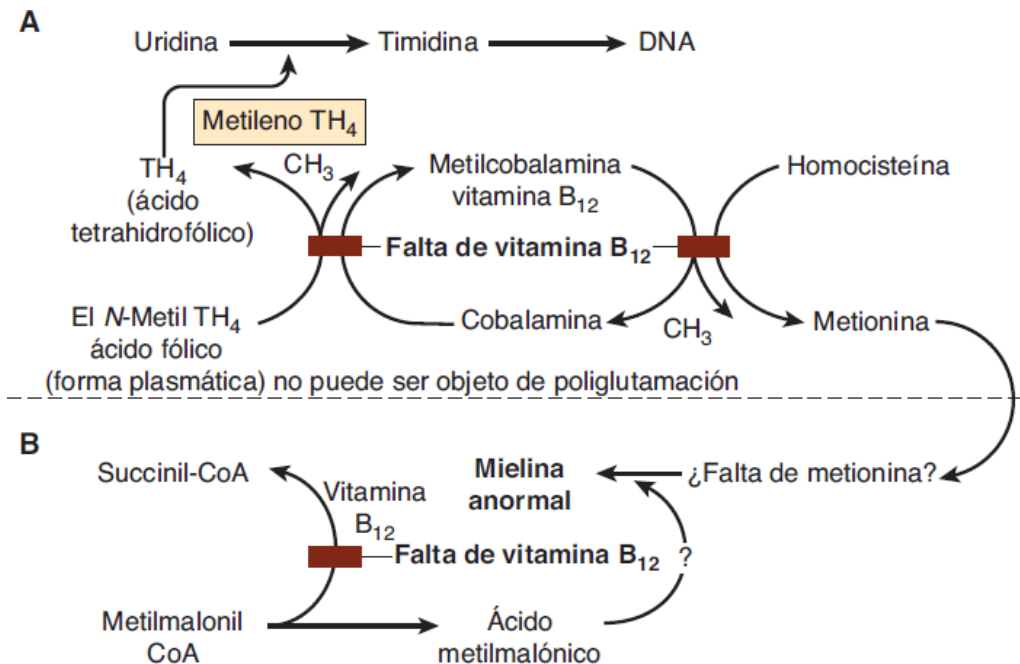 A
Uridina
Timidina
DNA
Metileno TH₄
TH₄
(ácido
tetrahidrofólico)
CH₃
Metilcobalamina
vitamina B₁₂
Homocisteína
Falta de vitamina B₁₂
El N-Metil TH₄
ácido fólico
(forma plasmática) no puede ser objeto de poliglutamación
Cobalamina
CH₃
Metionina
B
Succinil-CoA
Vitamina
B₁₂
Mielina
anormal
¿Falta de metionina?
Falta de vitamina B₁₂
?
Metilmalonil
CoA
Ácido
metilmalónico